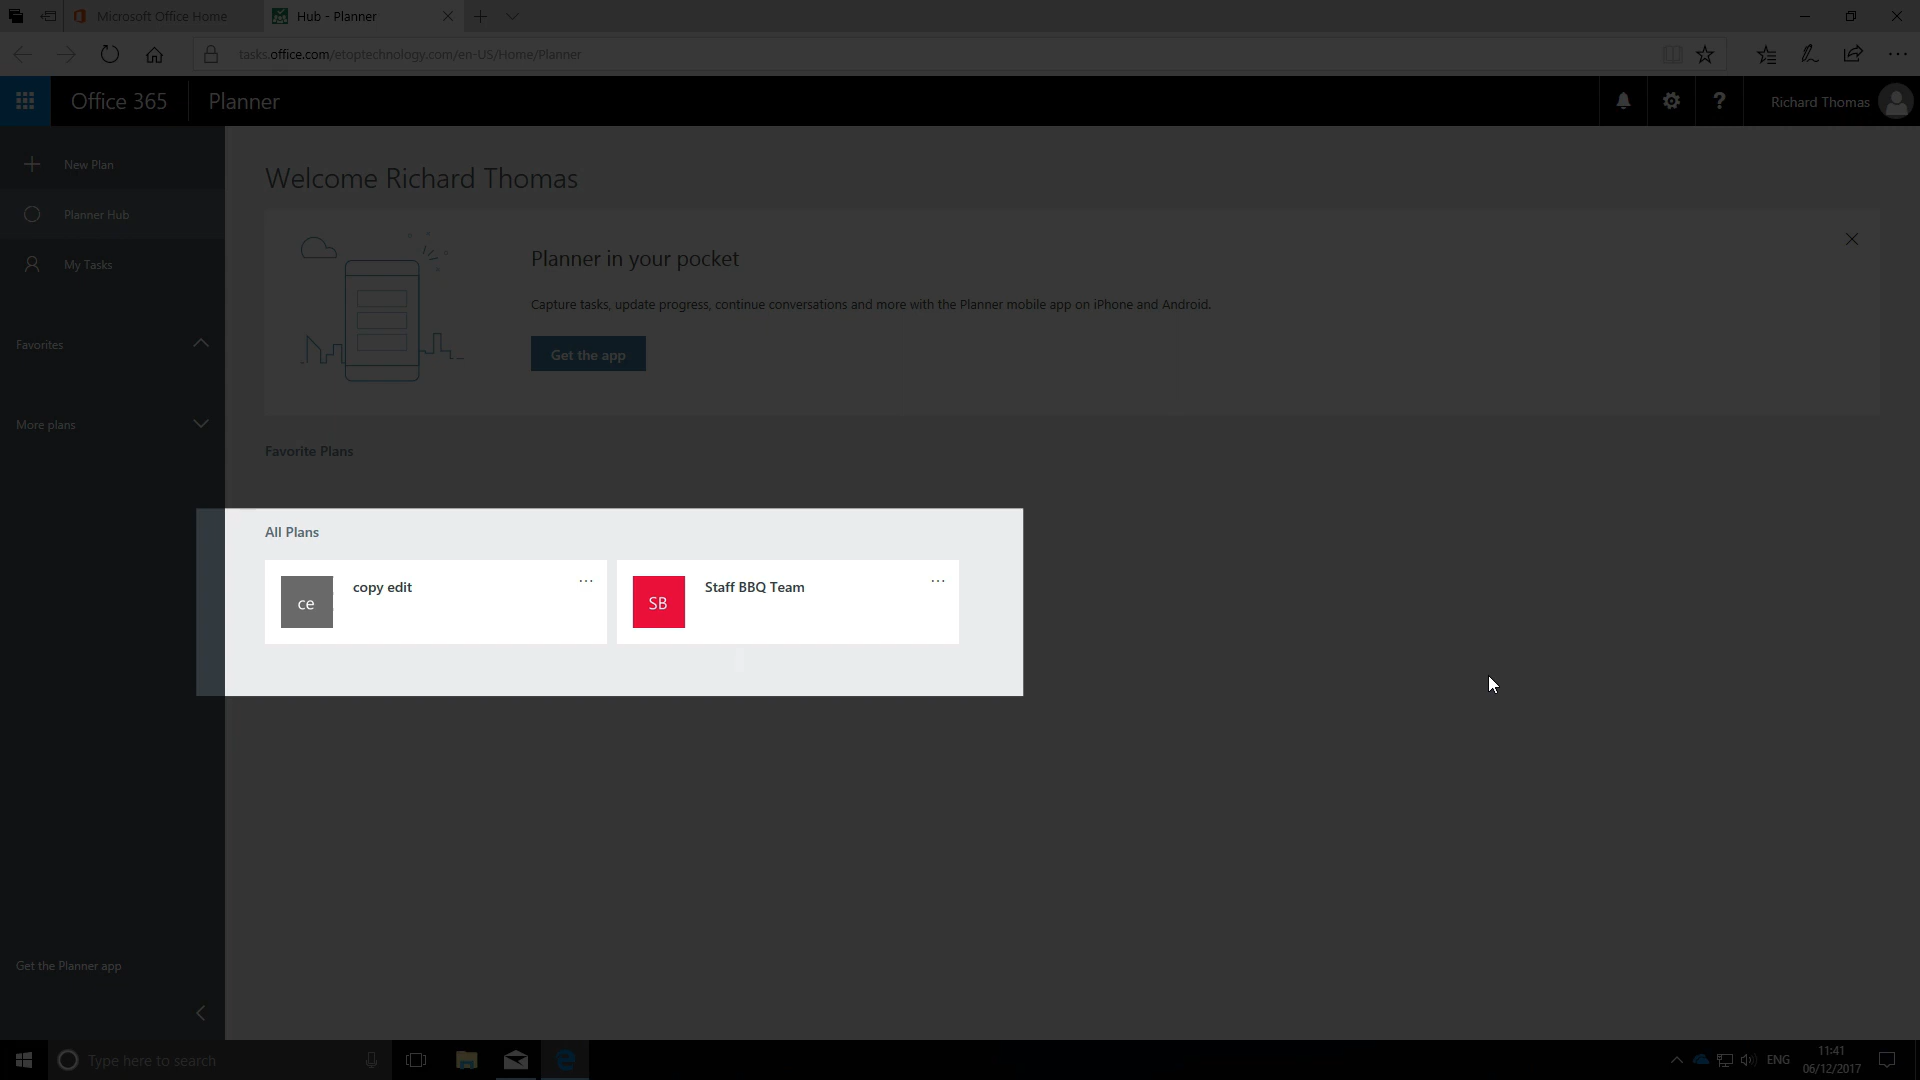 Microsoft Office Home
Hub - Planner
tasks.office.com/etoptechnology.com/en-US/Home/Planner
Office 365
Planner
?
Richard Thomas
New Plan
Planner Hub
My Tasks
Favorites
More plans
Welcome Richard Thomas
Planner in your pocket
Capture tasks, update progress, continue conversations and more with the Planner mobile app on iPhone and Android.
Get the app
Favorite Plans
All Plans
ce
copy edit
...
SB
Staff BBQ Team
...
Get the Planner app
Type here to search
ENG
11:41
06/12/2017